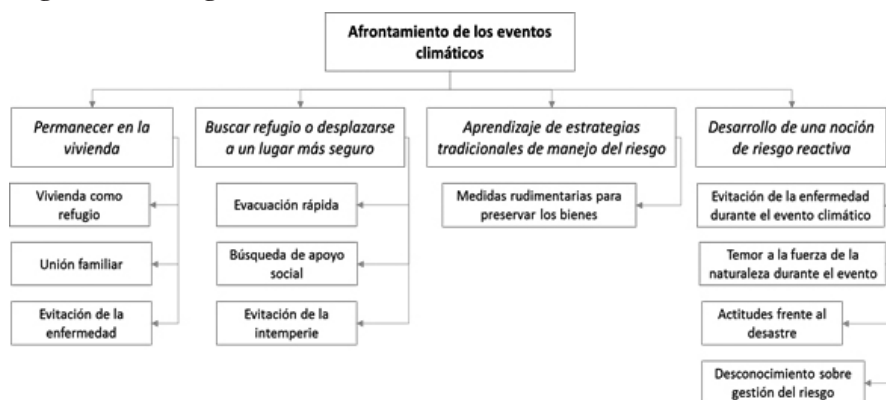 Afrontamiento de los eventos
climáticos
Permanecer en la
vivienda
Vivienda como
refugio
Unión familiar
Evitación de la
enfermedad
Buscar refugio o desplazarse
a un lugar más seguro
Evacuación rápida
Búsqueda de apoyo
social
Evitación de la
intemperie
Aprendizaje de estrategias
tradicionales de manejo del riesgo
Medidas rudimentarias para
preservar los bienes
Desarrollo de una noción
de riesgo reactiva
Evitación de la enfermedad
durante el evento climático
Temor a la fuerza de la
naturaleza durante el evento
Actitudes frente al
desastre
Desconocimiento sobre
gestión del riesgo